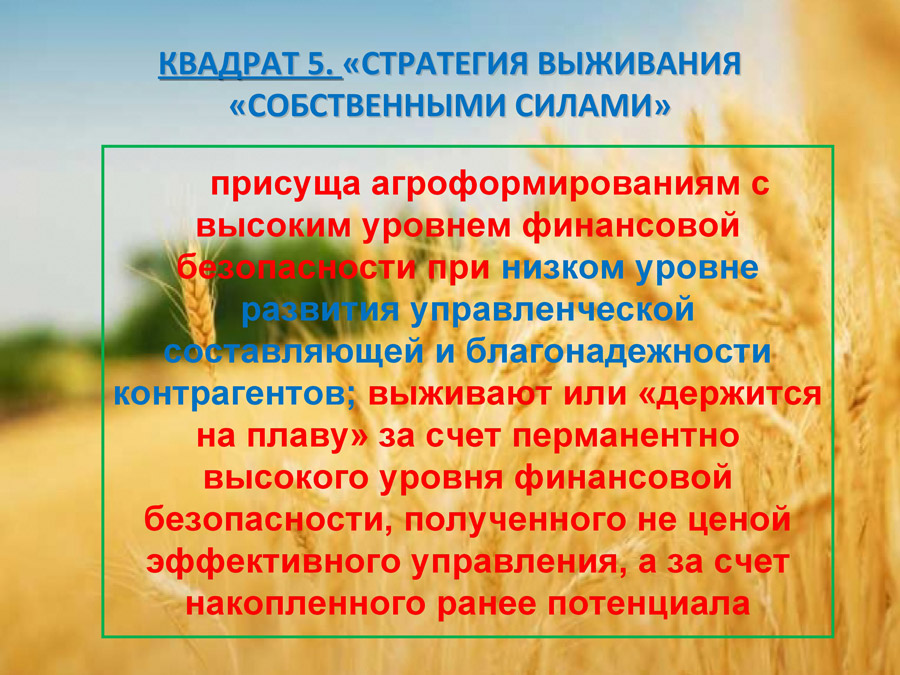 КВАДРАТ 5. «СТРАТЕГИЯ ВЫЖИВАНИЯ
«СОБСТВЕННЫМИ СИЛАМИ»
присуща агроформированиям с
высоким уровнем финансовой
безопасности при низком уровне
развития управленческой
составляющей и благонадежности
контрагентов; выживают или «держится
на плаву» за счет перманентно
высокого уровня финансовой
безопасности, полученного не ценой
эффективного управления, а за счет
накопленного ранее потенциала